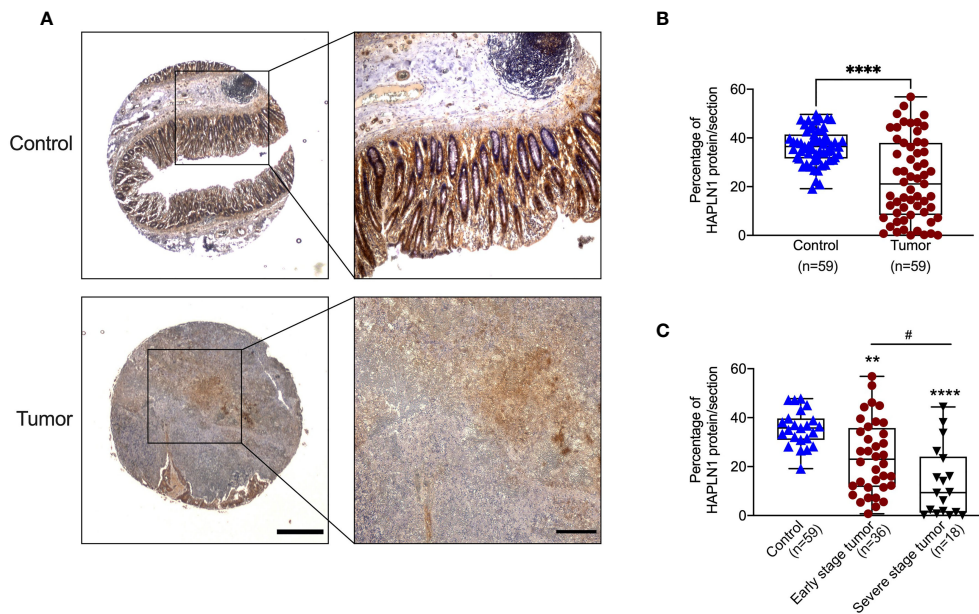 A
Control
Tumor
B
****
Percentage of
HAPLN1 protein/section
60
40
20
0
Control
(n=59)
Tumor
(n=59)
C
#
**
****
Percentage of
HAPLN1 protein/section
60
40
20
0
Control
(n=59)
Early stage tumor
(n=36)
Severe stage tumor
(n=18)